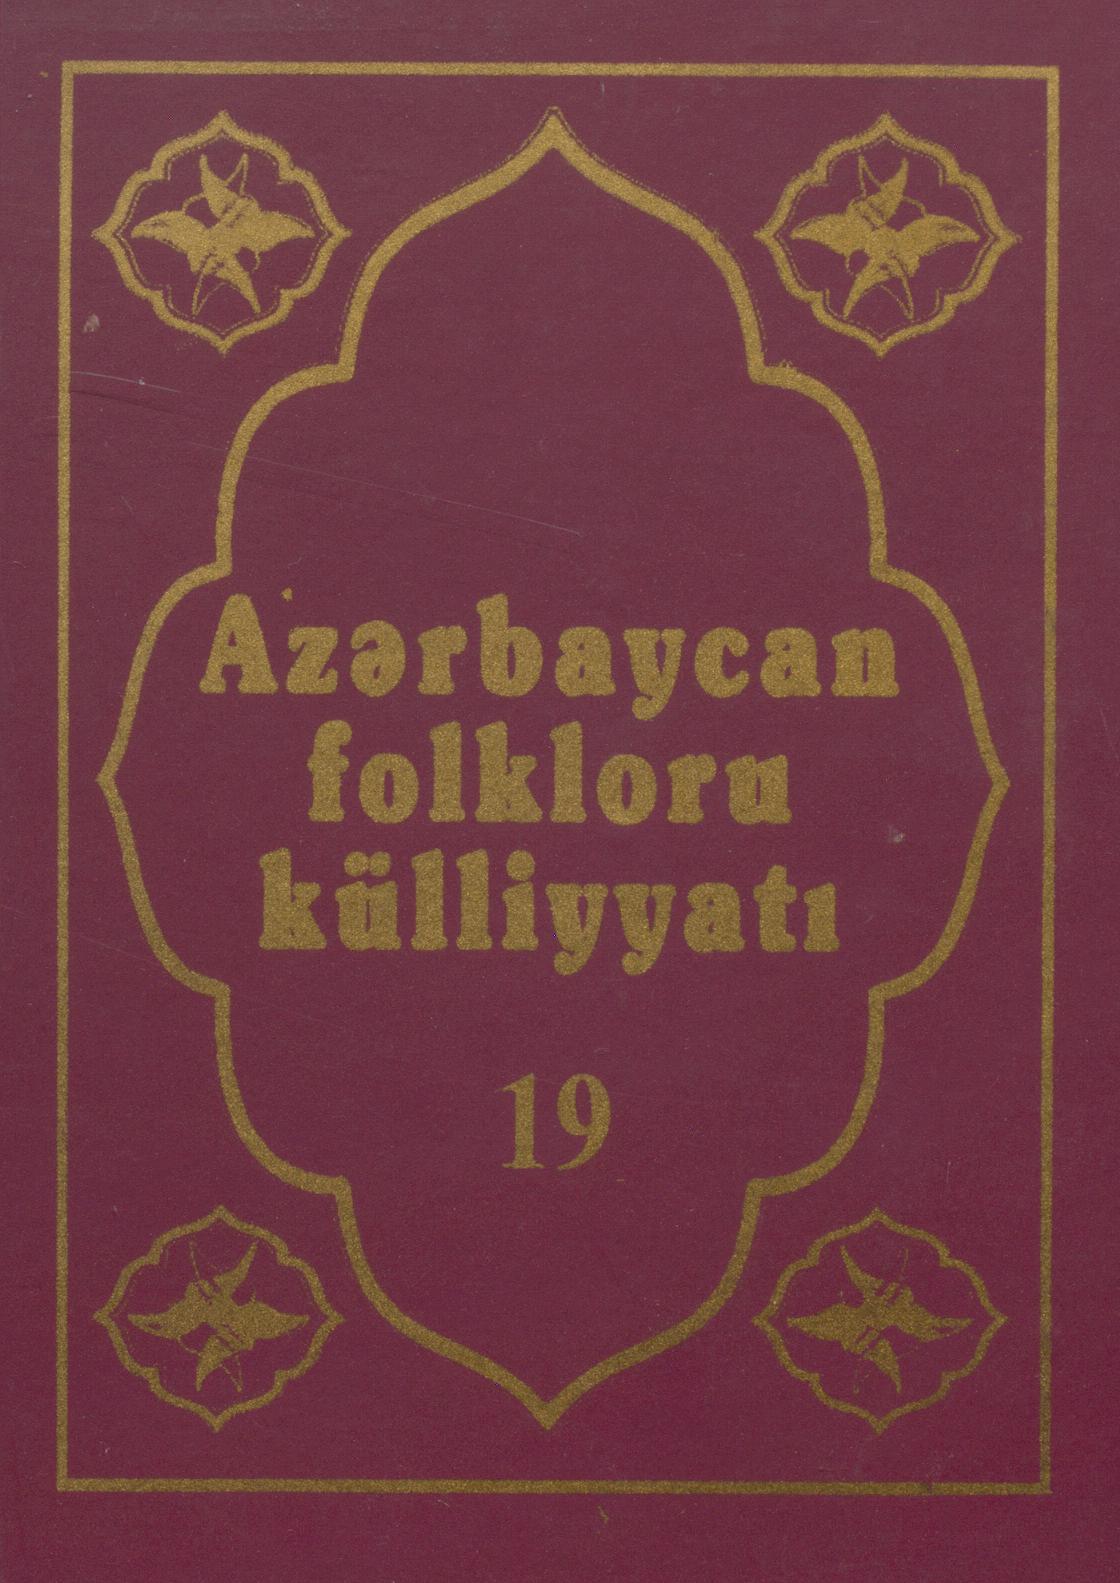 Azərbaycan
folkloru
külliyyatı
19